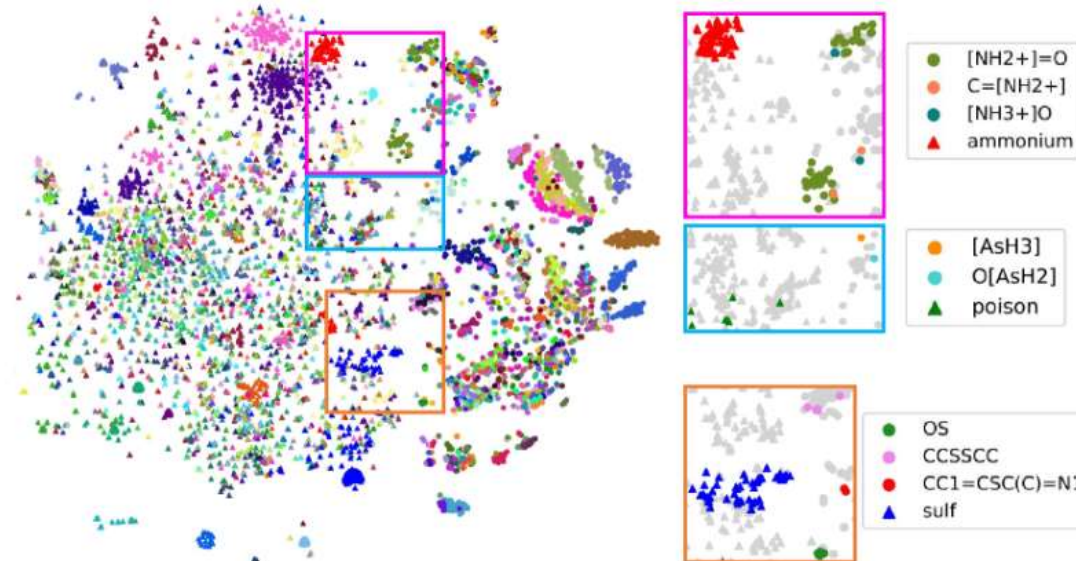 [NH2+]=O
C=[NH2+]
[NH3+]O
ammonium
[AsH3]
O[AsH2]
poison
OS
CCSSCC
CC1=CSC(C)=N1
sulf